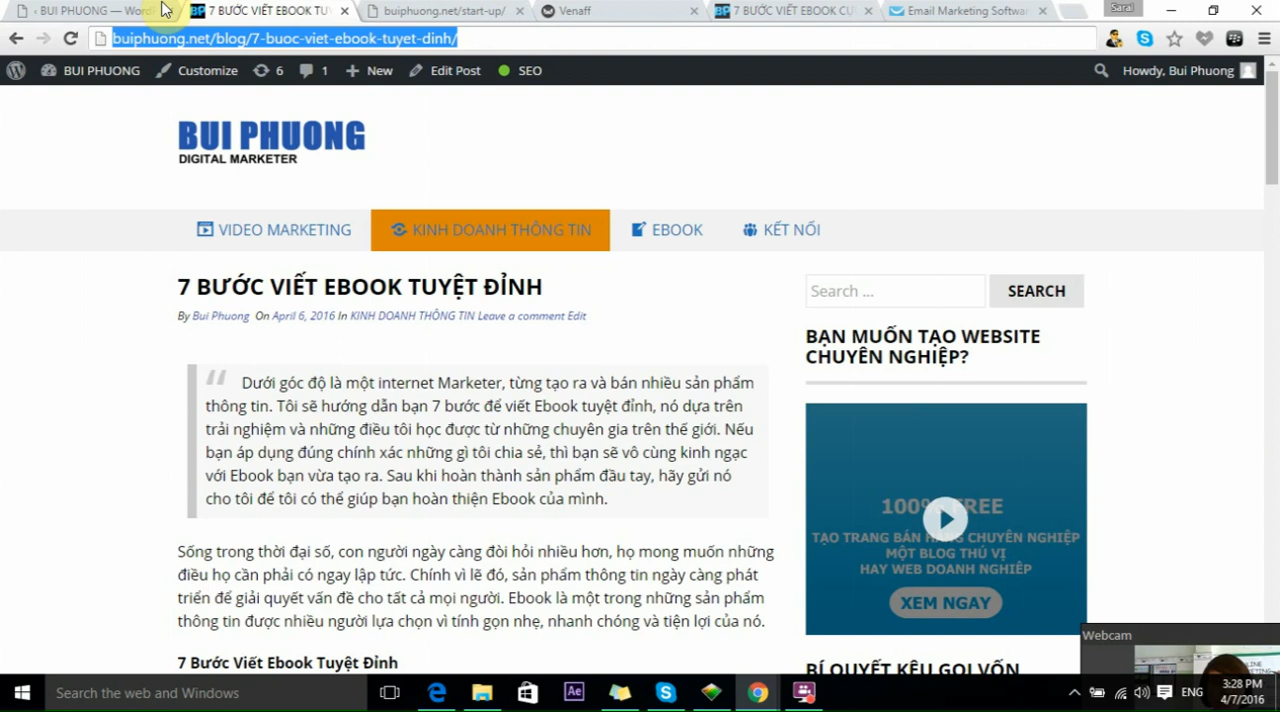 ‹ BUI PHUONG — Word
7 BƯỚC VIẾT EBOOK TUY
buiphuong.net/start-up/
Venaff
7 BƯỚC VIẾT EBOOK CỰ
Email Marketing Softwar
Sarai
buiphuong.net/blog/7-buoc-viet-ebook-tuyet-dinh/
BUI PHUONG
Customize
6
1
New
Edit Post
SEO
Howdy, Bui Phuong
BUI PHUONG
DIGITAL MARKETER
VIDEO MARKETING
KINH DOANH THÔNG TIN
EBOOK
KẾT NỐI
7 BƯỚC VIẾT EBOOK TUYỆT ĐỈNH
By Bui Phuong On April 6, 2016 In KINH DOANH THÔNG TIN Leave a comment Edit
Dưới góc độ là một internet Marketer, từng tạo ra và bán nhiều sản phẩm
thông tin. Tôi sẽ hướng dẫn bạn 7 bước để viết Ebook tuyệt đỉnh, nó dựa trên
trải nghiệm và những điều tôi học được từ những chuyên gia trên thế giới. Nếu
bạn áp dụng đúng chính xác những gì tôi chia sẻ, thì bạn sẽ vô cùng kinh ngạc
với Ebook bạn vừa tạo ra. Sau khi hoàn thành sản phẩm đầu tay, hãy gửi nó
cho tôi để tôi có thể giúp bạn hoàn thiện Ebook của mình.
Sống trong thời đại số, con người ngày càng đòi hỏi nhiều hơn, họ mong muốn những
điều họ cần phải có ngay lập tức. Chính vì lẽ đó, sản phẩm thông tin ngày càng phát
triển để giải quyết vấn đề cho tất cả mọi người. Ebook là một trong những sản phẩm
thông tin được nhiều người lựa chọn vì tính gọn nhẹ, nhanh chóng và tiện lợi của nó.
7 Bước Viết Ebook Tuyệt Đỉnh
Search ...
SEARCH
BẠN MUỐN TẠO WEBSITE
CHUYÊN NGHIỆP?
100% FREE
TẠO TRANG BÁN HÀNG CHUYÊN NGHIỆP
MỘT BLOG THÚ VỊ
HAY WEB DOANH NGHIỆP
XEM NGAY
BÍ QUYẾT KÊU GỌI VỐN
Webcam
Search the web and Windows
Ae
ENG
3:28 PM
4/7/2016